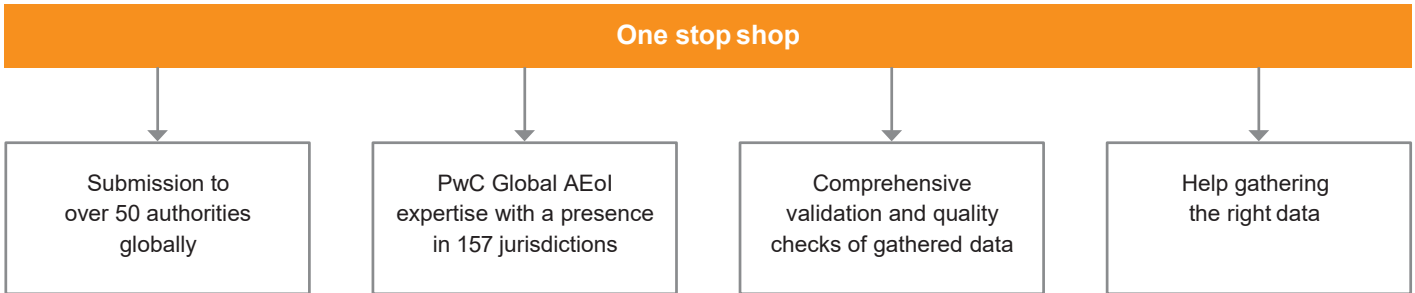 One stop shop
Submission to
over 50 authorities
globally
PwC Global AEoI
expertise with a presence
in 157 jurisdictions
Comprehensive
validation and quality
checks of gathered data
Help gathering
the right data